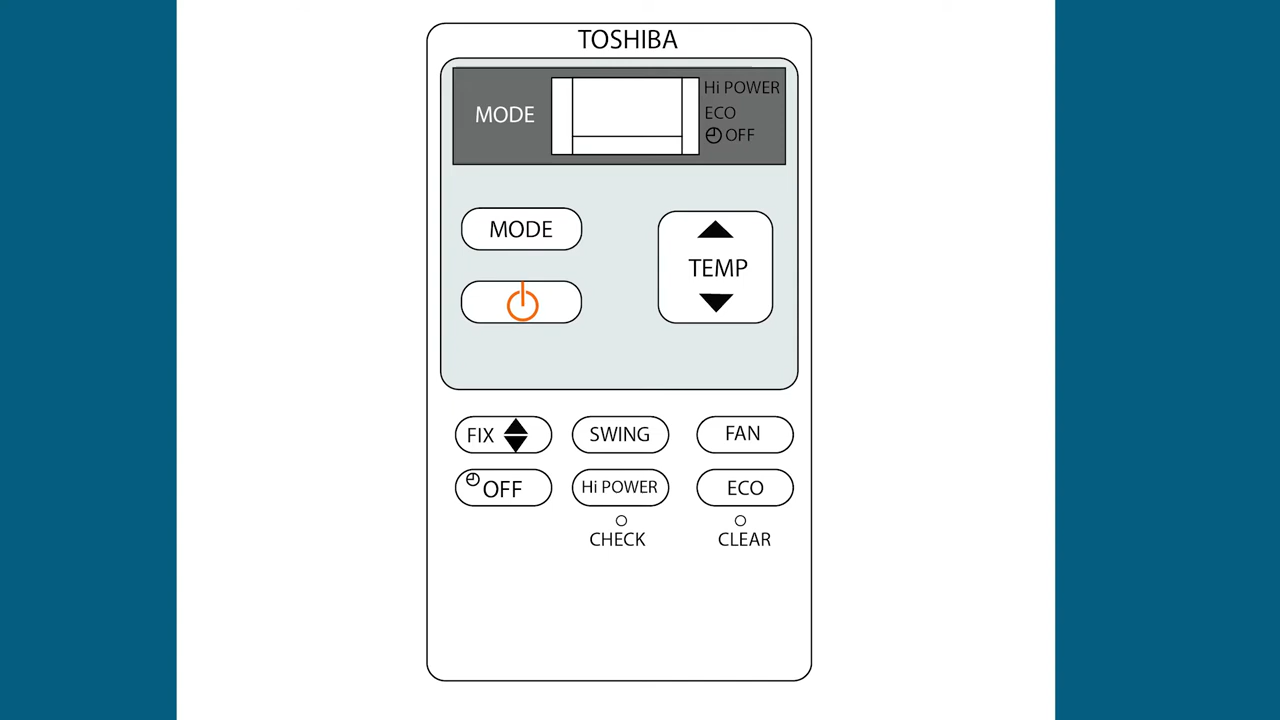 TOSHIBA
MODE
Hi POWER
ECO
OFF
MODE
TEMP
FIX
SWING
FAN
OFF
Hi POWER
ECO
CHECK
CLEAR